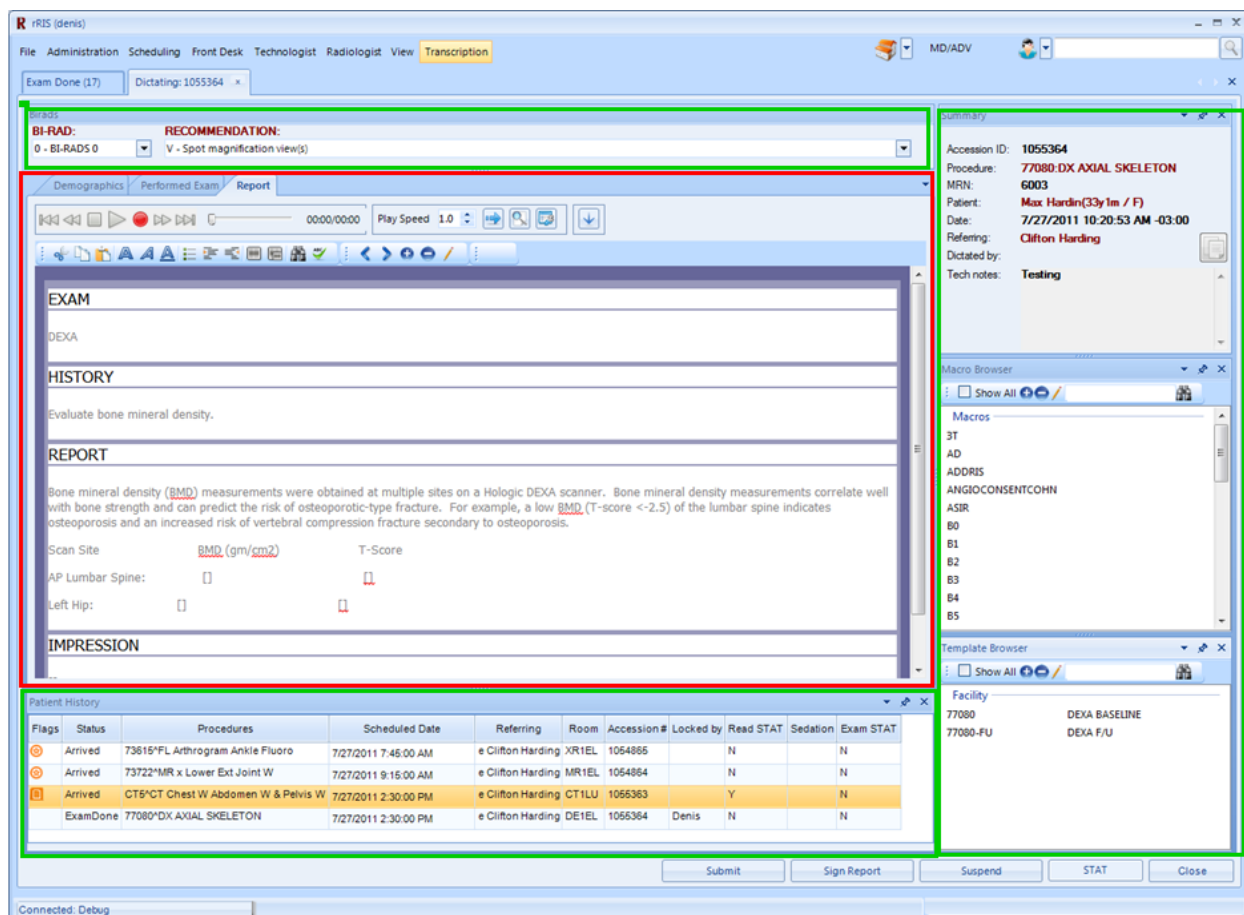 rRIS (denis)
File Administration Scheduling Front Desk Technologist Radiologist View Transcription
MD/ADV
Exam Done (17) Dictating: 1055364
Birads
BI-RAD: RECOMMENDATION:
0 - BI-RADS 0 V - Spot magnification view(s)
Demographics Performed Exam Report
00:00/00:00 Play Speed 1.0
EXAM
DEXA
HISTORY
Evaluate bone mineral density.
REPORT
Bone mineral density (BMD) measurements were obtained at multiple sites on a Hologic DEXA scanner. Bone mineral density measurements correlate well
with bone strength and can predict the risk of osteoporotic-type fracture. For example, a low BMD (T-score <-2.5) of the lumbar spine indicates
osteoporosis and an increased risk of vertebral compression fracture secondary to osteoporosis.
Scan Site BMD (gm/cm2) T-Score
AP Lumbar Spine: [] []
Left Hip: [] []
IMPRESSION
Summary
Accession ID: 1055364
Procedure: 77080:DX AXIAL SKELETON
MRN: 6003
Patient: Max Hardin(33y1m / F)
Date: 7/27/2011 10:20:53 AM -03:00
Referring: Clifton Harding
Dictated by:
Tech notes: Testing
Macro Browser
Show All
Macros
3T
AD
ADDRIS
ANGIOCONSENTCOHN
ASIR
B0
B1
B2
B3
B4
B5
Template Browser
Show All
Facility
77080 DEXA BASELINE
77080-FU DEXA F/U
Patient History
Flags Status Procedures Scheduled Date Referring Room Accession # Locked by Read STAT Sedation Exam STAT
Arrived 73615^FL Arthrogram Ankle Fluoro 7/27/2011 7:45:00 AM e Clifton Harding XR1EL 1054865 N N
Arrived 73722^MR x Lower Ext Joint W 7/27/2011 9:15:00 AM e Clifton Harding MR1EL 1054864 N N
Arrived CT5^CT Chest W Abdomen W & Pelvis W 7/27/2011 2:30:00 PM e Clifton Harding CT1LU 1055363 Y N
ExamDone 77080^DX AXIAL SKELETON 7/27/2011 2:30:00 PM e Clifton Harding DE1EL 1055364 Denis N N
Submit Sign Report Suspend STAT Close
Connected: Debug